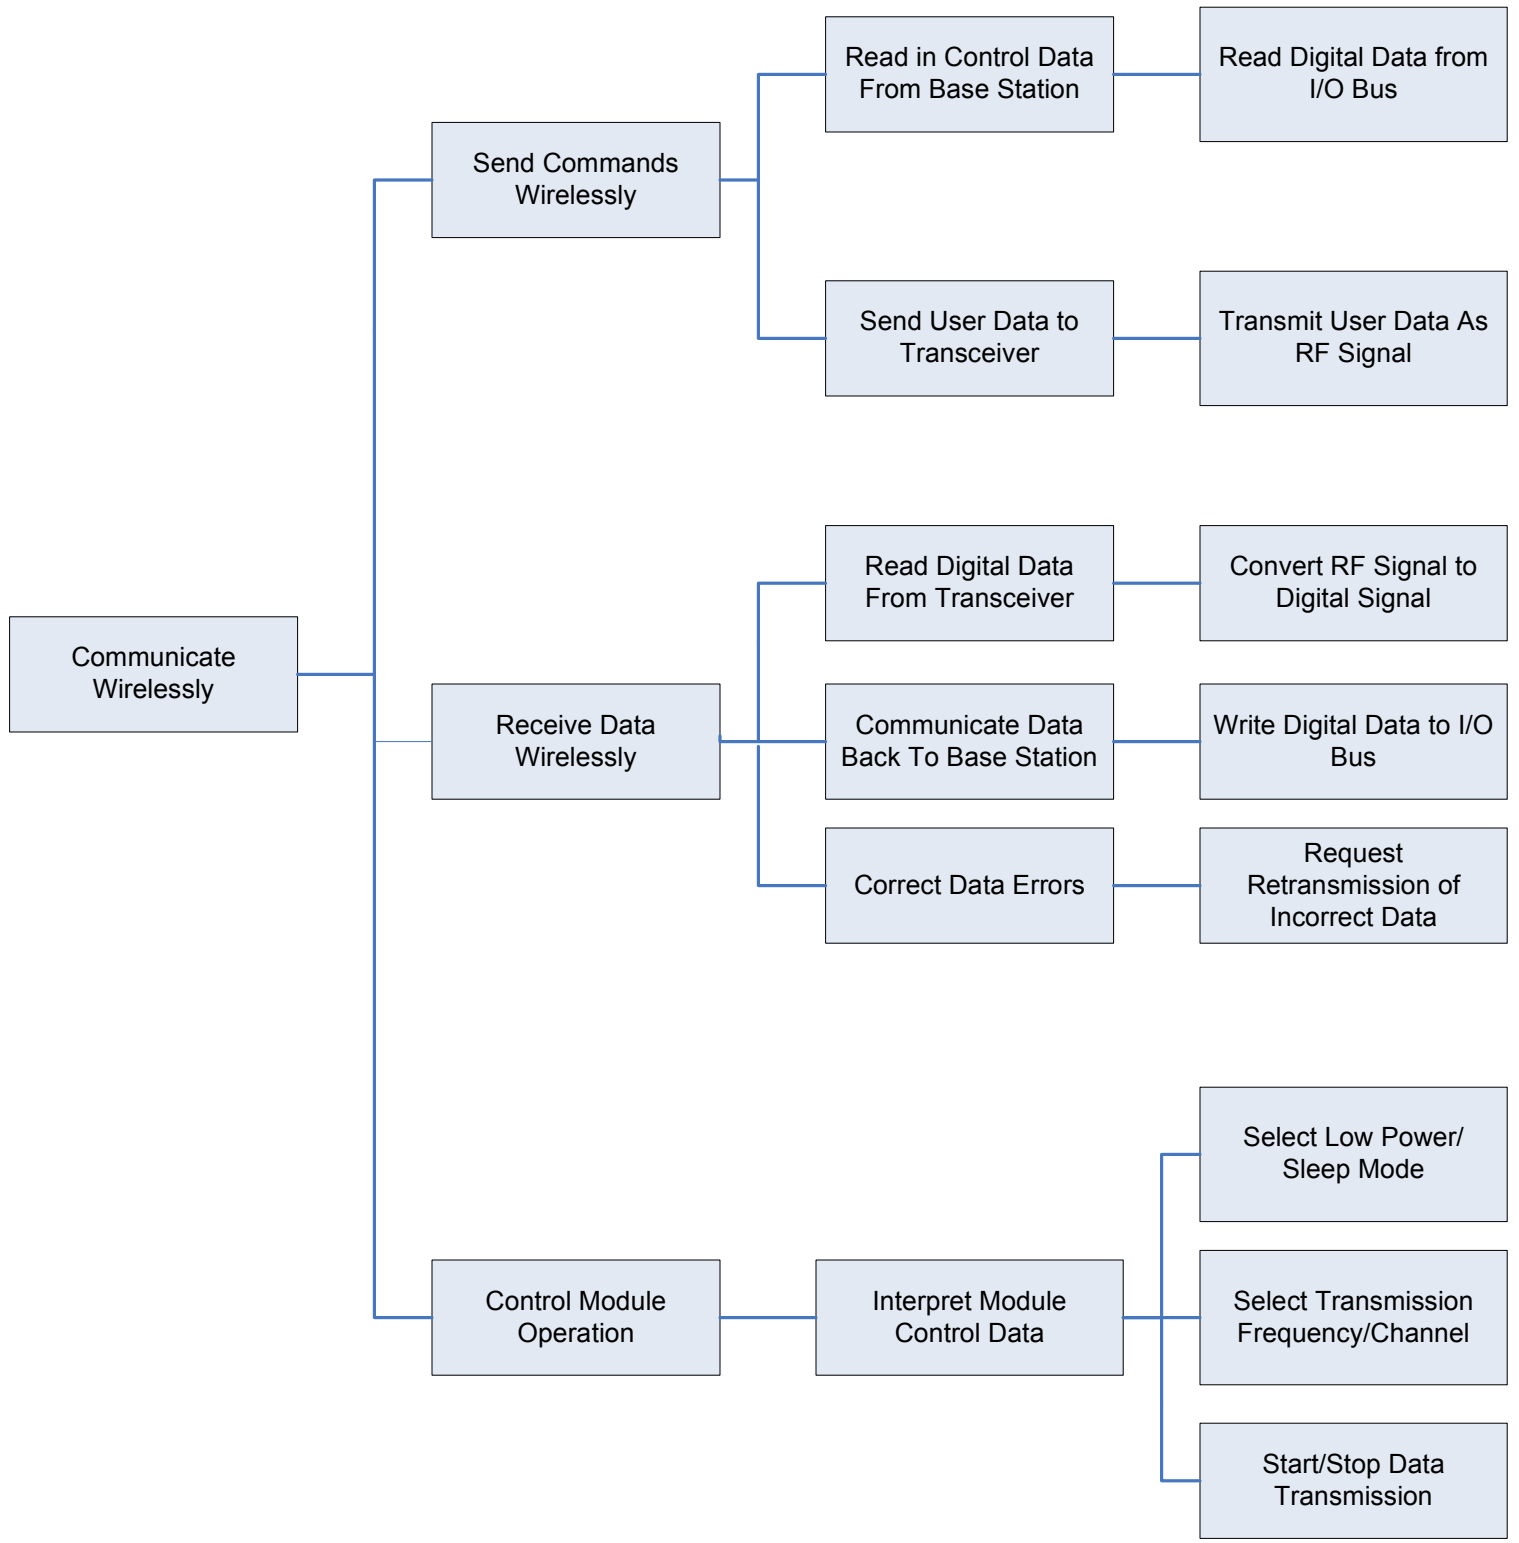 Read in Control Data
From Base Station
Read Digital Data from
I/O Bus
Send Commands
Wirelessly
Send User Data to
Transceiver
Transmit User Data As
RF Signal
Read Digital Data
From Transceiver
Convert RF Signal to
Digital Signal
Communicate
Wirelessly
Receive Data
Wirelessly
Communicate Data
Back To Base Station
Write Digital Data to I/O
Bus
Correct Data Errors
Request
Retransmission of
Incorrect Data
Select Low Power/
Sleep Mode
Control Module
Operation
Interpret Module
Control Data
Select Transmission
Frequency/Channel
Start/Stop Data
Transmission